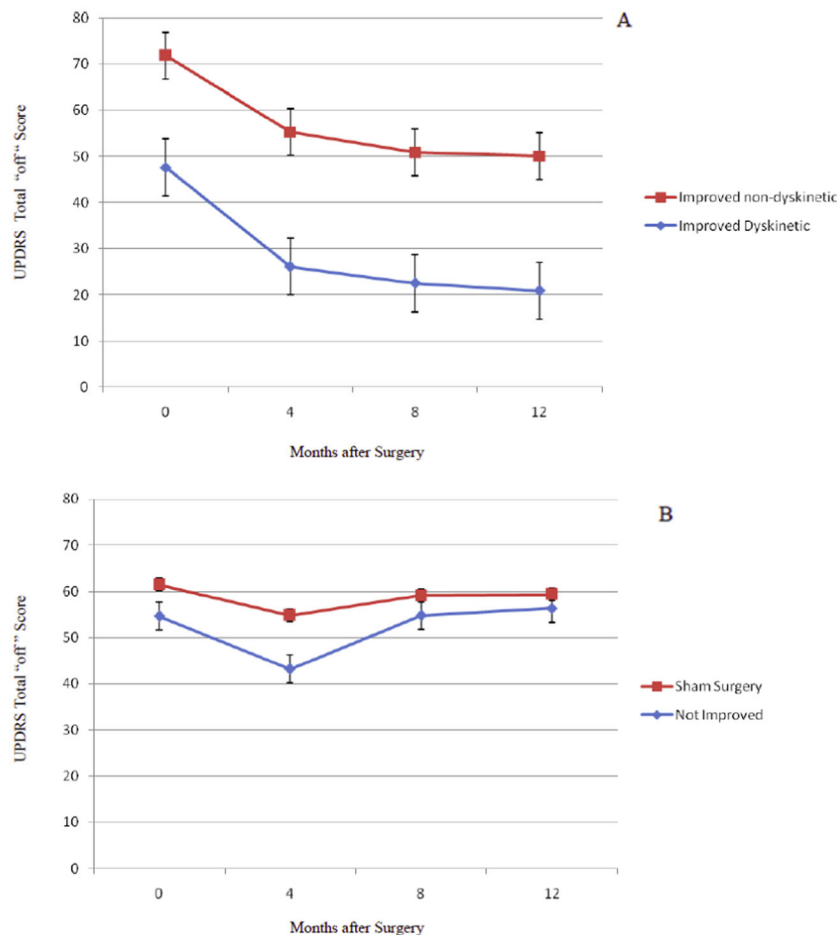 A
80
70
60
50
40
30
20
10
0
UPDRS Total "off" Score
0 4 8 12
Months after Surgery
Improved non-dyskinetic
Improved Dyskinetic
B
80
70
60
50
40
30
20
10
0
UPDRS Total "off" Score
0 4 8 12
Months after Surgery
Sham Surgery
Not Improved